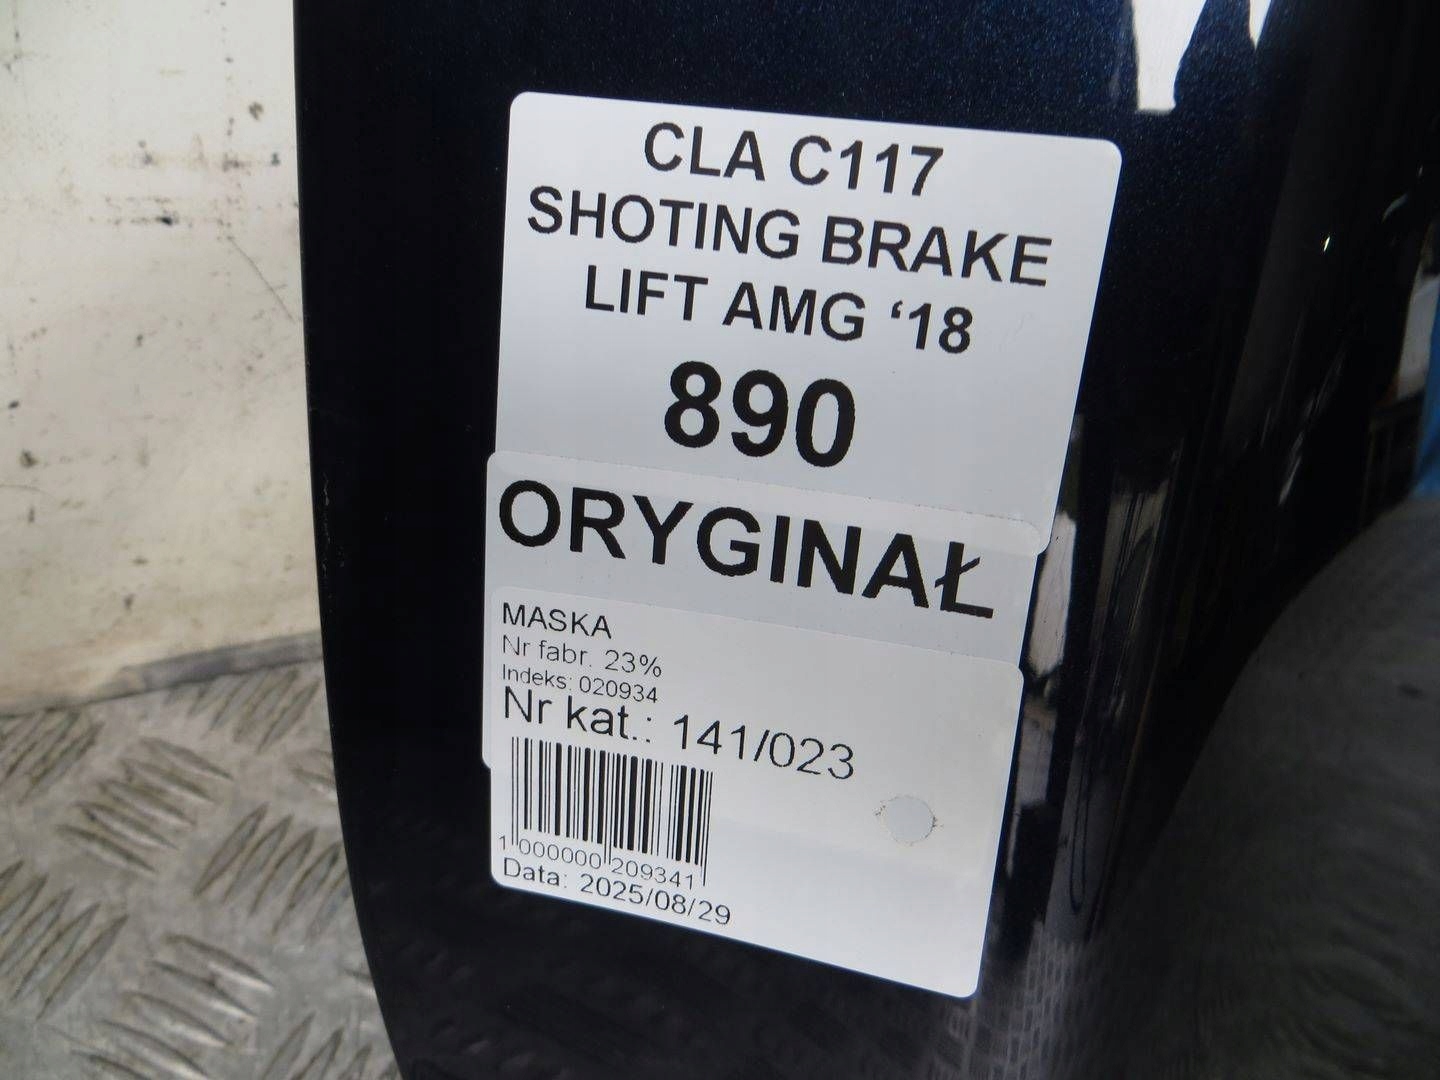 CLA C117
SHOTING BRAKE
LIFT AMG ‘18
890
ORYGINAŁ
MASKA
Nr fabr. 23%
Indeks: 020934
Nr kat.: 141/023
1 000000 209341
Data: 2025/08/29